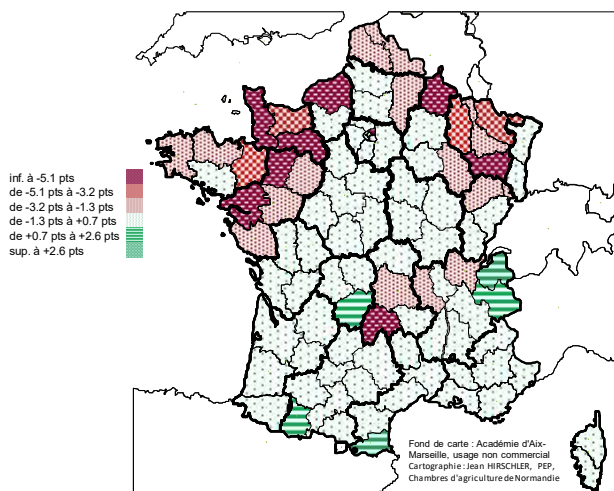 inf. à -5.1 pts
de -5.1 pts à -3.2 pts
de -3.2 pts à -1.3 pts
de -1.3 pts à +0.7 pts
de +0.7 pts à +2.6 pts
sup. à +2.6 pts
Fond de carte : Académie d'Aix-
Marseille, usage non commercial
Cartographie : Jean HIRSCHLER, PEP,
Chambres d'agriculture de Normandie